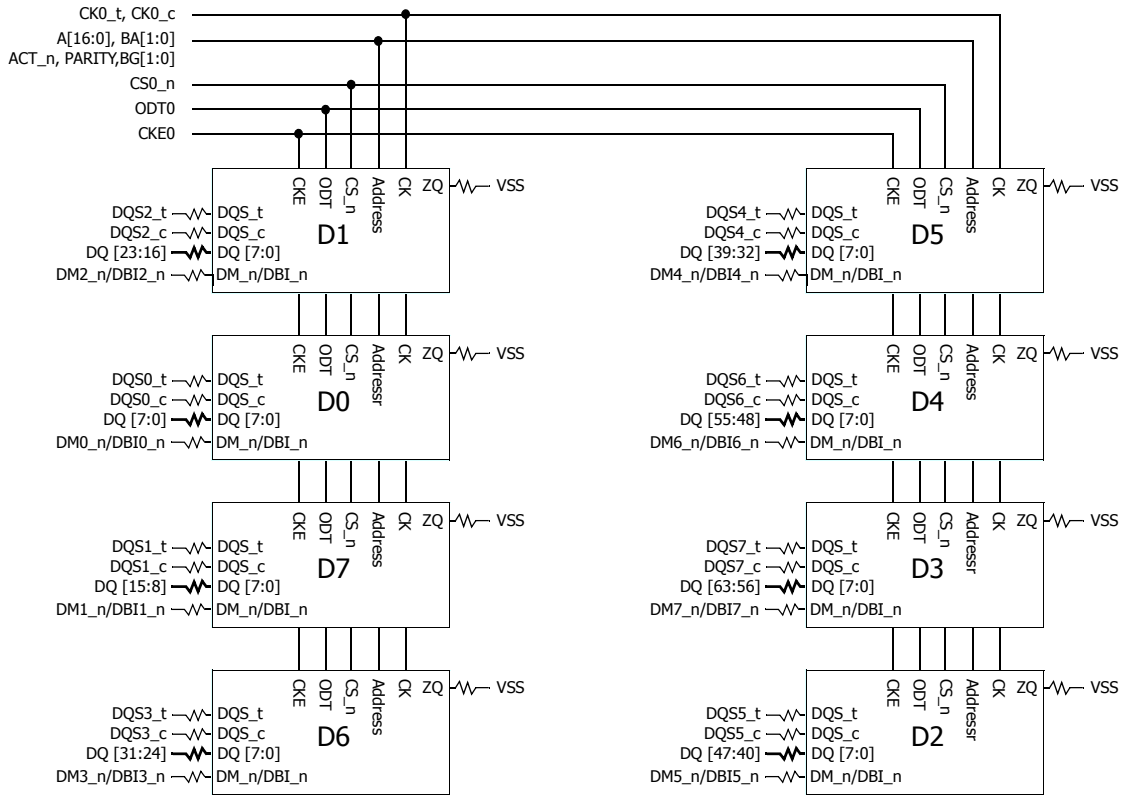 CK0_t, CK0_c
A[16:0], BA[1:0]
ACT_n, PARITY,BG[1:0]
CS0_n
ODT0
CKE0
CKE
ODT
CS_n
Address
CK
ZQ
VSS
DQS2_t
DQS_t
DQS2_c
DQS_c
D1
DQ [23:16]
DQ [7:0]
DM2_n/DBI2_n
DM_n/DBI_n
CKE
ODT
CS_n
Addressr
CK
ZQ
VSS
DQS0_t
DQS_t
DQS0_c
DQS_c
D0
DQ [7:0]
DQ [7:0]
DM0_n/DBI0_n
DM_n/DBI_n
CKE
ODT
CS_n
Address
CK
ZQ
VSS
DQS1_t
DQS_t
DQS1_c
DQS_c
D7
DQ [15:8]
DQ [7:0]
DM1_n/DBI1_n
DM_n/DBI_n
CKE
ODT
CS_n
Address
CK
ZQ
VSS
DQS3_t
DQS_t
DQS3_c
DQS_c
D6
DQ [31:24]
DQ [7:0]
DM3_n/DBI3_n
DM_n/DBI_n
CKE
ODT
CS_n
Address
CK
ZQ
VSS
DQS4_t
DQS_t
DQS4_c
DQS_c
D5
DQ [39:32]
DQ [7:0]
DM4_n/DBI4_n
DM_n/DBI_n
CKE
ODT
CS_n
Address
CK
ZQ
VSS
DQS6_t
DQS_t
DQS6_c
DQS_c
D4
DQ [55:48]
DQ [7:0]
DM6_n/DBI6_n
DM_n/DBI_n
CKE
ODT
CS_n
Addressr
CK
ZQ
VSS
DQS7_t
DQS_t
DQS7_c
DQS_c
D3
DQ [63:56]
DQ [7:0]
DM7_n/DBI7_n
DM_n/DBI_n
CKE
ODT
CS_n
Addressr
CK
ZQ
VSS
DQS5_t
DQS_t
DQS5_c
DQS_c
D2
DQ [47:40]
DQ [7:0]
DM5_n/DBI5_n
DM_n/DBI_n